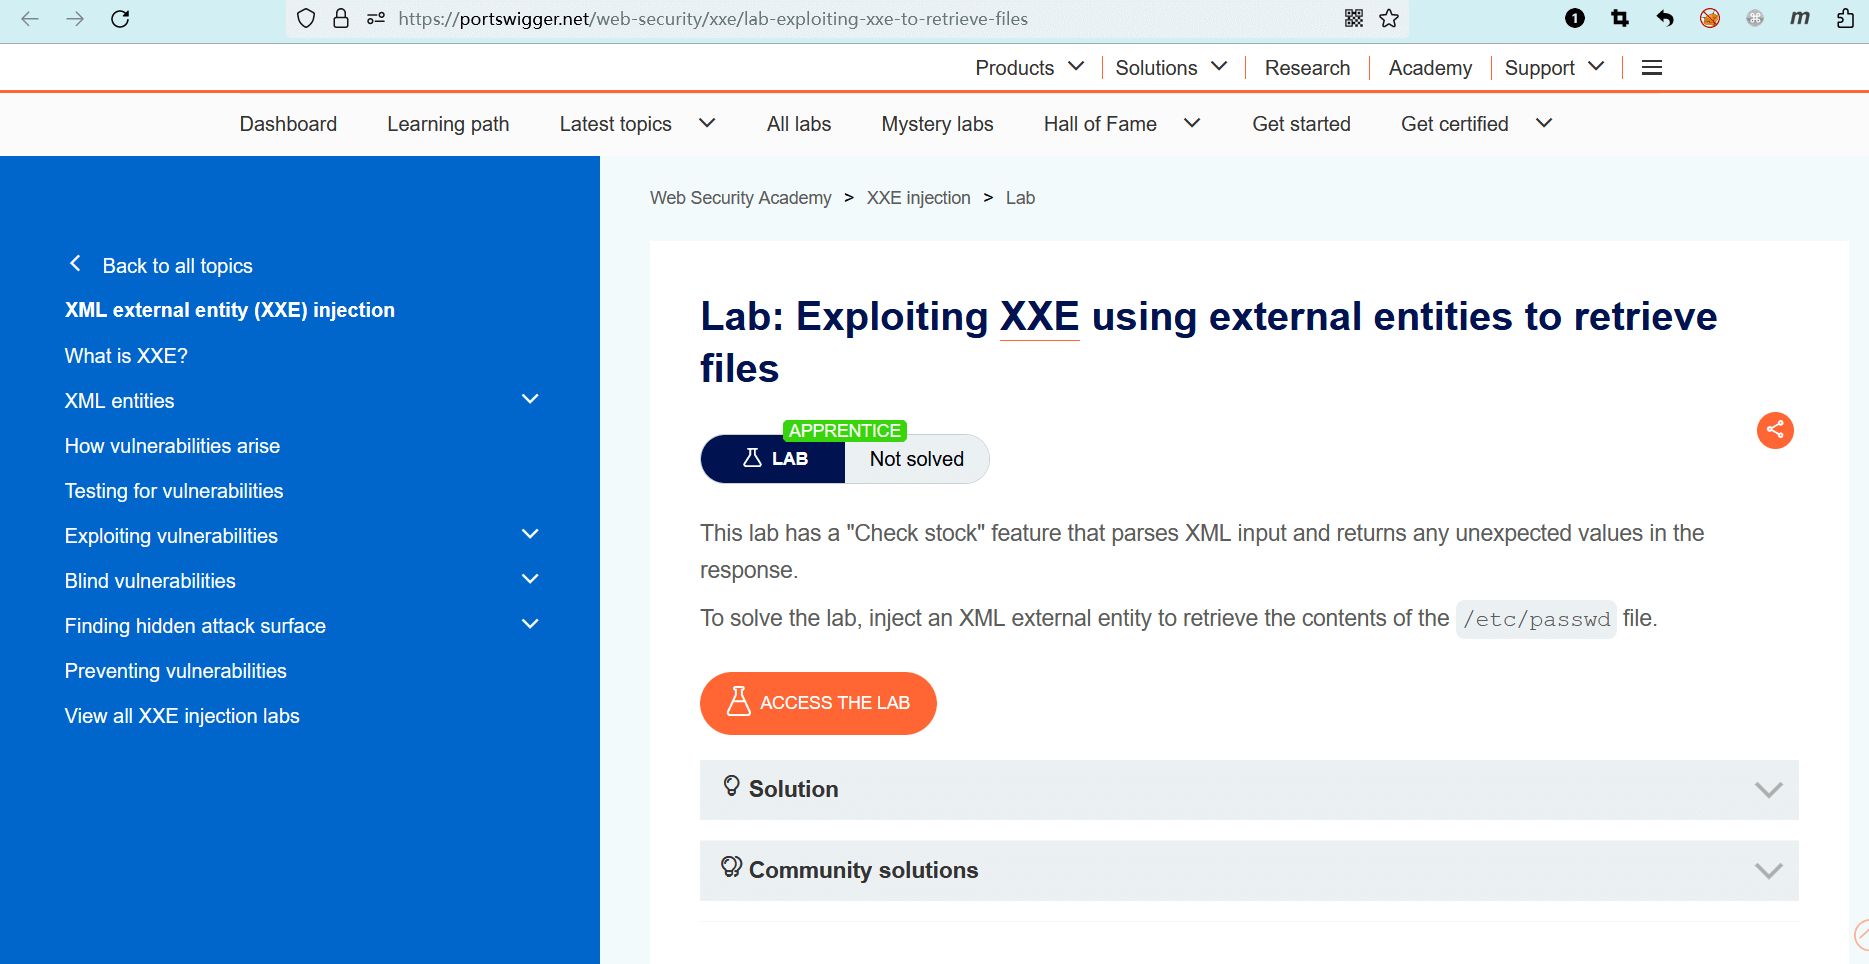 https://portswigger.net/web-security/xxe/lab-exploiting-xxe-to-retrieve-files
1
m
Products
Solutions
Research
Academy
Support
Dashboard
Learning path
Latest topics
All labs
Mystery labs
Hall of Fame
Get started
Get certified
Back to all topics
XML external entity (XXE) injection
What is XXE?
XML entities
How vulnerabilities arise
Testing for vulnerabilities
Exploiting vulnerabilities
Blind vulnerabilities
Finding hidden attack surface
Preventing vulnerabilities
View all XXE injection labs
Web Security Academy > XXE injection > Lab
Lab: Exploiting XXE using external entities to retrieve
files
APPRENTICE
LAB
Not solved
This lab has a "Check stock" feature that parses XML input and returns any unexpected values in the
response.
To solve the lab, inject an XML external entity to retrieve the contents of the /etc/passwd file.
ACCESS THE LAB
Solution
Community solutions